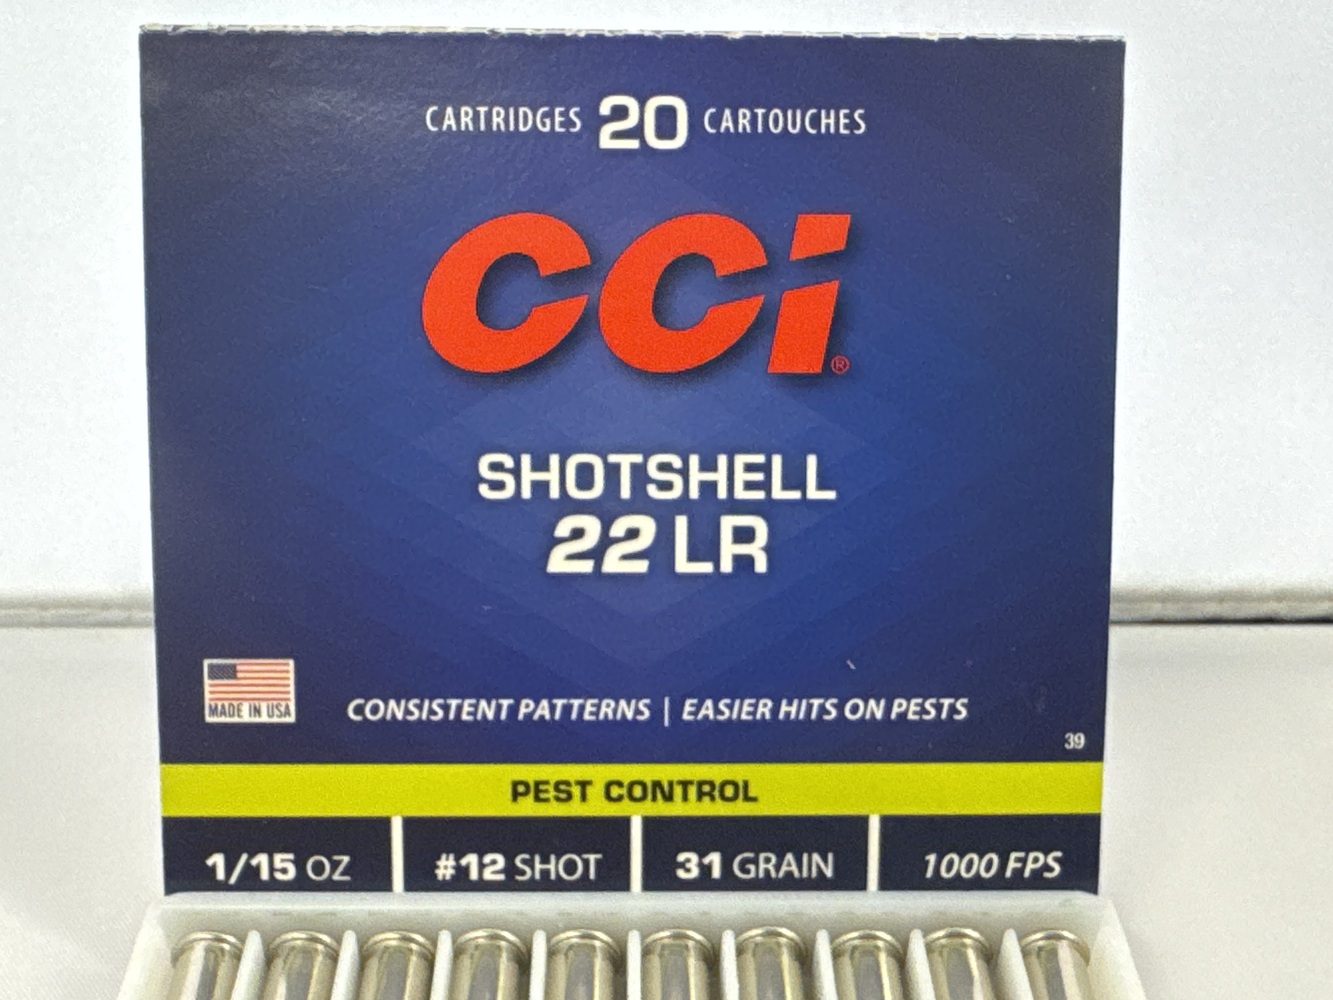 CARTRIDGES 20 CARTOUCHES
CCi®
SHOTSHELL
22 LR
MADE IN USA
CONSISTENT PATTERNS | EASIER HITS ON PESTS
39
PEST CONTROL
1/15 OZ
#12 SHOT
31 GRAIN
1000 FPS